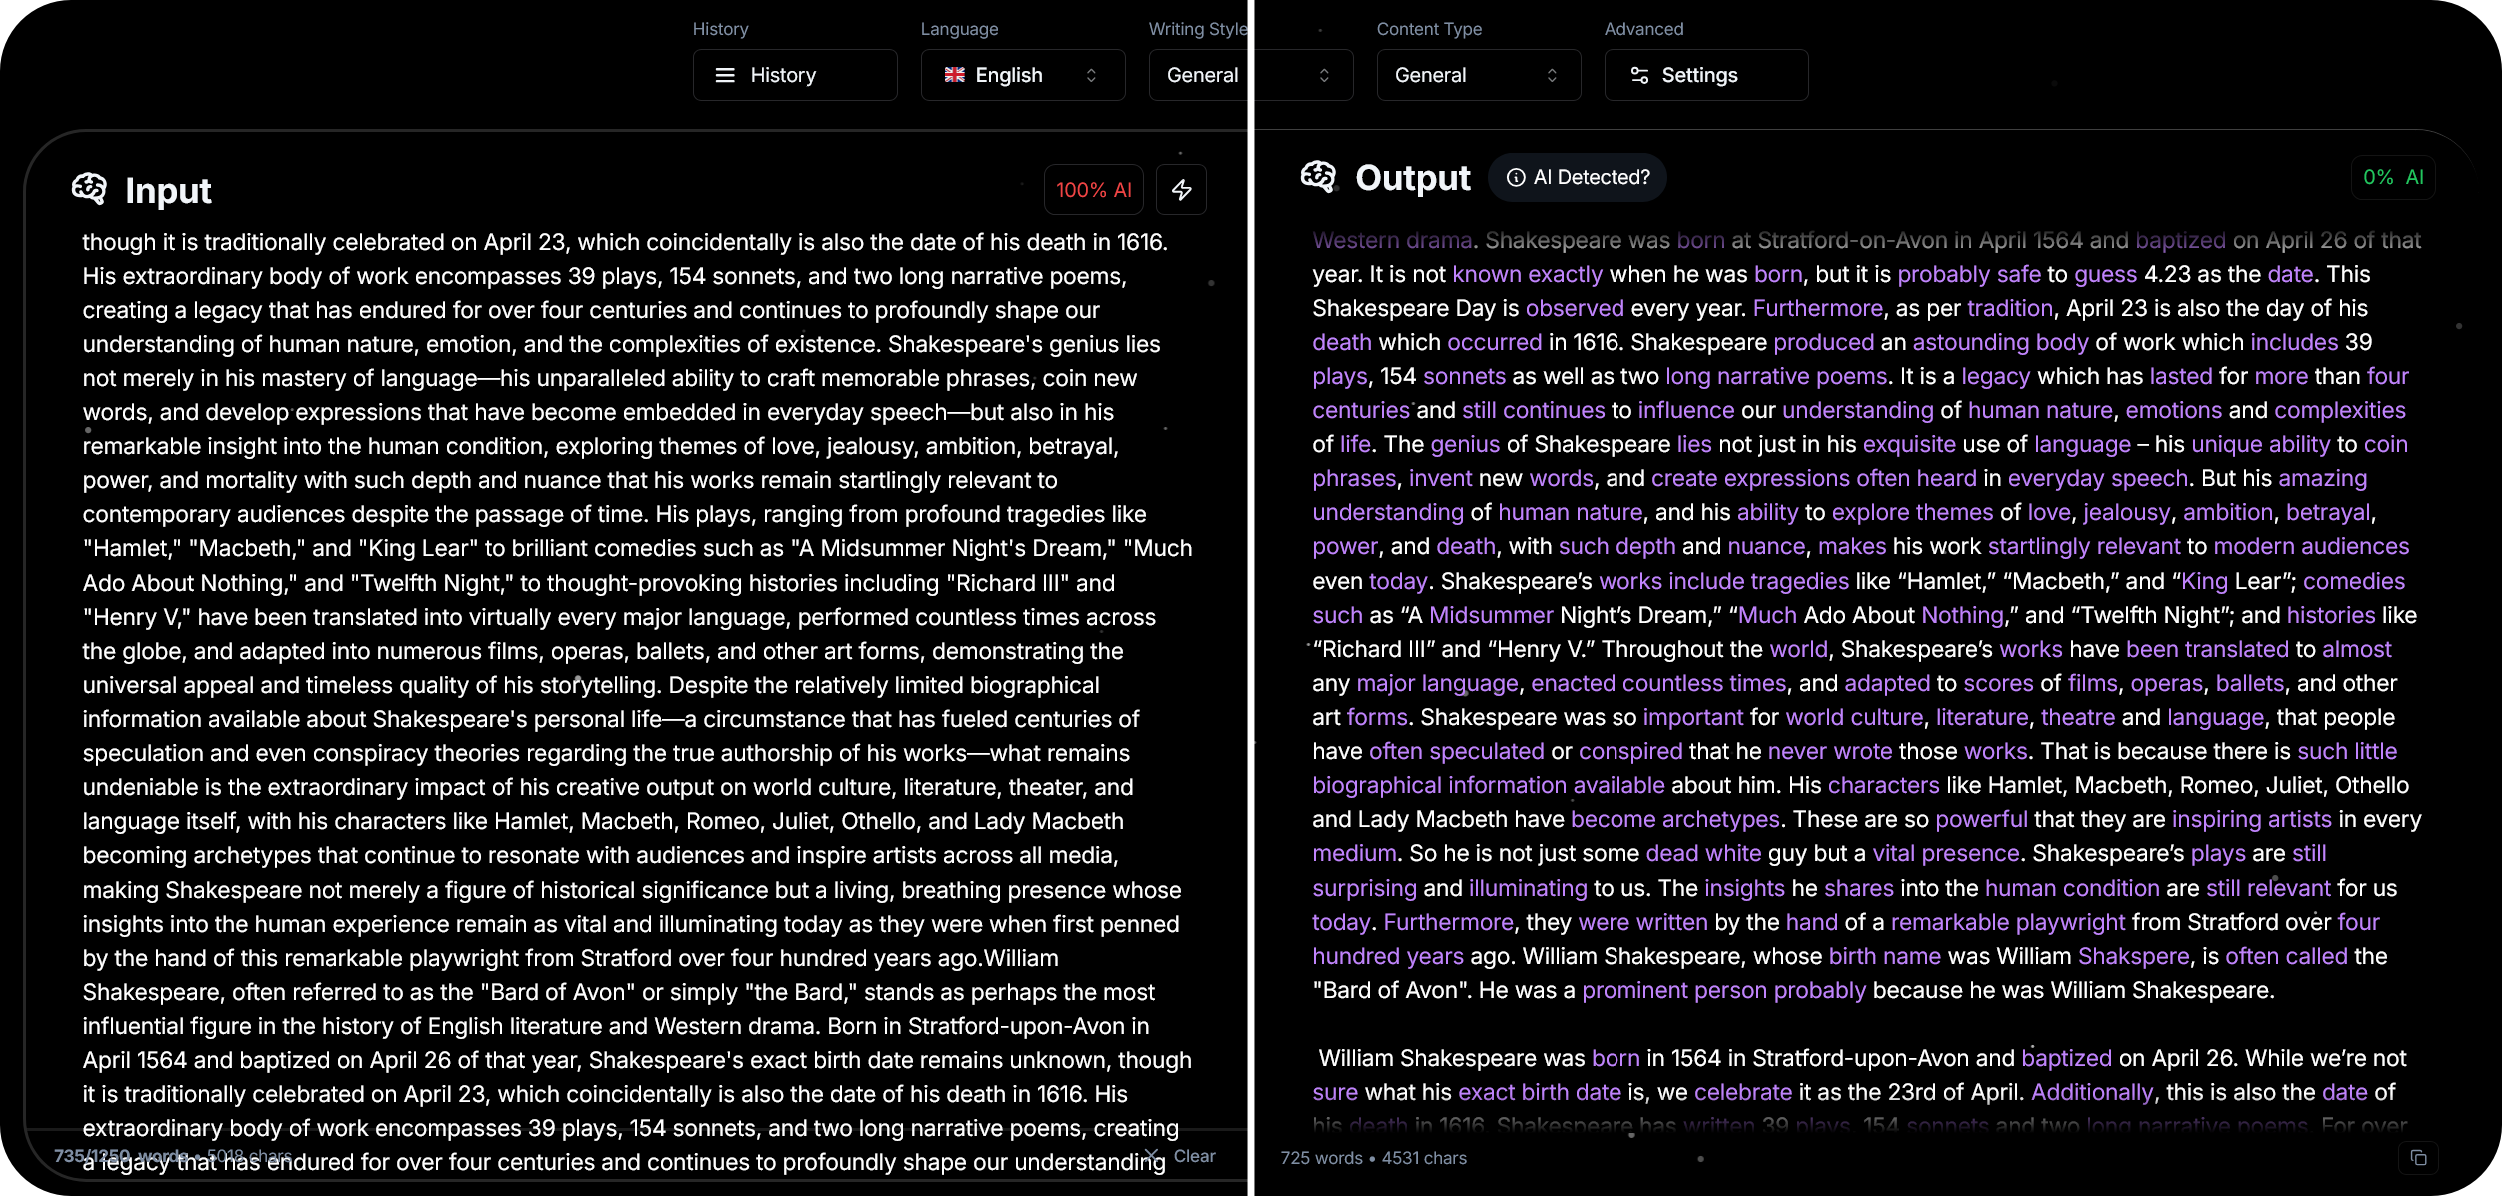 History
Language
Writing Style
Content Type
Advanced
History
English
General
General
Settings
Input
100% AI
though it is traditionally celebrated on April 23, which coincidentally is also the date of his death in 1616.
His extraordinary body of work encompasses 39 plays, 154 sonnets, and two long narrative poems,
creating a legacy that has endured for over four centuries and continues to profoundly shape our
understanding of human nature, emotion, and the complexities of existence. Shakespeare's genius lies
not merely in his mastery of language—his unparalleled ability to craft memorable phrases, coin new
words, and develop expressions that have become embedded in everyday speech—but also in his
remarkable insight into the human condition, exploring themes of love, jealousy, ambition, betrayal,
power, and mortality with such depth and nuance that his works remain startlingly relevant to
contemporary audiences despite the passage of time. His plays, ranging from profound tragedies like
"Hamlet," "Macbeth," and "King Lear" to brilliant comedies such as "A Midsummer Night's Dream," "Much
Ado About Nothing," and "Twelfth Night," to thought-provoking histories including "Richard III" and
"Henry V," have been translated into virtually every major language, performed countless times across
the globe, and adapted into numerous films, operas, ballets, and other art forms, demonstrating the
universal appeal and timeless quality of his storytelling. Despite the relatively limited biographical
information available about Shakespeare's personal life—a circumstance that has fueled centuries of
speculation and even conspiracy theories regarding the true authorship of his works—what remains
undeniable is the extraordinary impact of his creative output on world culture, literature, theater, and
language itself, with his characters like Hamlet, Macbeth, Romeo, Juliet, Othello, and Lady Macbeth
becoming archetypes that continue to resonate with audiences and inspire artists across all media,
making Shakespeare not merely a figure of historical significance but a living, breathing presence whose
insights into the human experience remain as vital and illuminating today as they were when first penned
by the hand of this remarkable playwright from Stratford over four hundred years ago.William
Shakespeare, often referred to as the "Bard of Avon" or simply "the Bard," stands as perhaps the most
influential figure in the history of English literature and Western drama. Born in Stratford-upon-Avon in
April 1564 and baptized on April 26 of that year, Shakespeare's exact birth date remains unknown, though
it is traditionally celebrated on April 23, which coincidentally is also the date of his death in 1616. His
extraordinary body of work encompasses 39 plays, 154 sonnets, and two long narrative poems, creating
a legacy that has endured for over four centuries and continues to profoundly shape our understanding
735/1250 words • 5018 chars
Clear
Output
AI Detected?
0% AI
Western drama. Shakespeare was born at Stratford-on-Avon in April 1564 and baptized on April 26 of that
year. It is not known exactly when he was born, but it is probably safe to guess 4.23 as the date. This
Shakespeare Day is observed every year. Furthermore, as per tradition, April 23 is also the day of his
death which occurred in 1616. Shakespeare produced an astounding body of work which includes 39
plays, 154 sonnets as well as two long narrative poems. It is a legacy which has lasted for more than four
centuries and still continues to influence our understanding of human nature, emotions and complexities
of life. The genius of Shakespeare lies not just in his exquisite use of language – his unique ability to coin
phrases, invent new words, and create expressions often heard in everyday speech. But his amazing
understanding of human nature, and his ability to explore themes of love, jealousy, ambition, betrayal,
power, and death, with such depth and nuance, makes his work startlingly relevant to modern audiences
even today. Shakespeare’s works include tragedies like “Hamlet,” “Macbeth,” and “King Lear”; comedies
such as “A Midsummer Night’s Dream,” “Much Ado About Nothing,” and “Twelfth Night”; and histories like
“Richard III” and “Henry V.” Throughout the world, Shakespeare’s works have been translated to almost
any major language, enacted countless times, and adapted to scores of films, operas, ballets, and other
art forms. Shakespeare was so important for world culture, literature, theatre and language, that people
have often speculated or conspired that he never wrote those works. That is because there is such little
biographical information available about him. His characters like Hamlet, Macbeth, Romeo, Juliet, Othello
and Lady Macbeth have become archetypes. These are so powerful that they are inspiring artists in every
medium. So he is not just some dead white guy but a vital presence. Shakespeare’s plays are still
surprising and illuminating to us. The insights he shares into the human condition are still relevant for us
today. Furthermore, they were written by the hand of a remarkable playwright from Stratford over four
hundred years ago. William Shakespeare, whose birth name was William Shakspere, is often called the
"Bard of Avon". He was a prominent person probably because he was William Shakespeare.
William Shakespeare was born in 1564 in Stratford-upon-Avon and baptized on April 26. While we’re not
sure what his exact birth date is, we celebrate it as the 23rd of April. Additionally, this is also the date of
his death in 1616. Shakespeare has written 39 plays, 154 sonnets and two long narrative poems. For over
725 words • 4531 chars